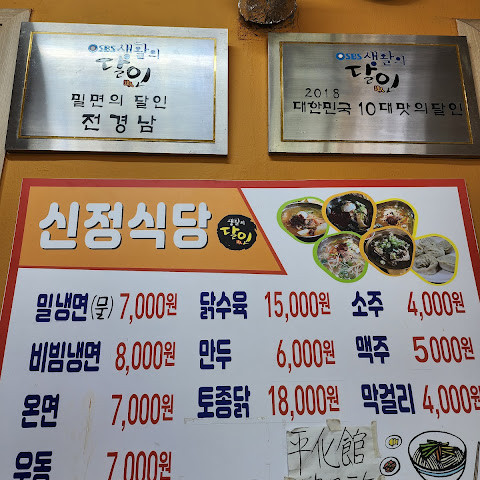 SBS 생활의
달인
밀면의 달인
전경남
SBS 생활의
달인
2018
대한민국 10대맛의달인
신정식당
생활의
달인
밀냉면(물) 7,000원 닭수육 15,000원 소주 4,000원
비빔냉면 8,000원 만두 6,000원 맥주 5000원
온면 7,000원 토종닭 18,000원 막걸리 4,000원
우동 7,000원